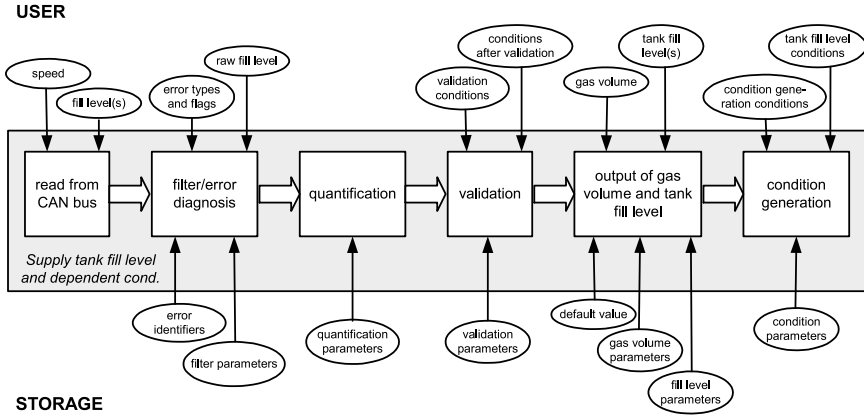 USER
speed
fill level(s)
error types
and flags
raw fill level
validation
conditions
conditions
after validation
gas volume
tank fill
level(s)
condition gene-
ration conditions
tank fill level
conditions
read from
CAN bus
filter/error
diagnosis
quantification
validation
output of gas
volume and tank
fill level
condition
generation
Supply tank fill level
and dependent cond.
error
identifiers
filter parameters
quantification
parameters
validation
parameters
default value
gas volume
parameters
fill level
parameters
condition
parameters
STORAGE